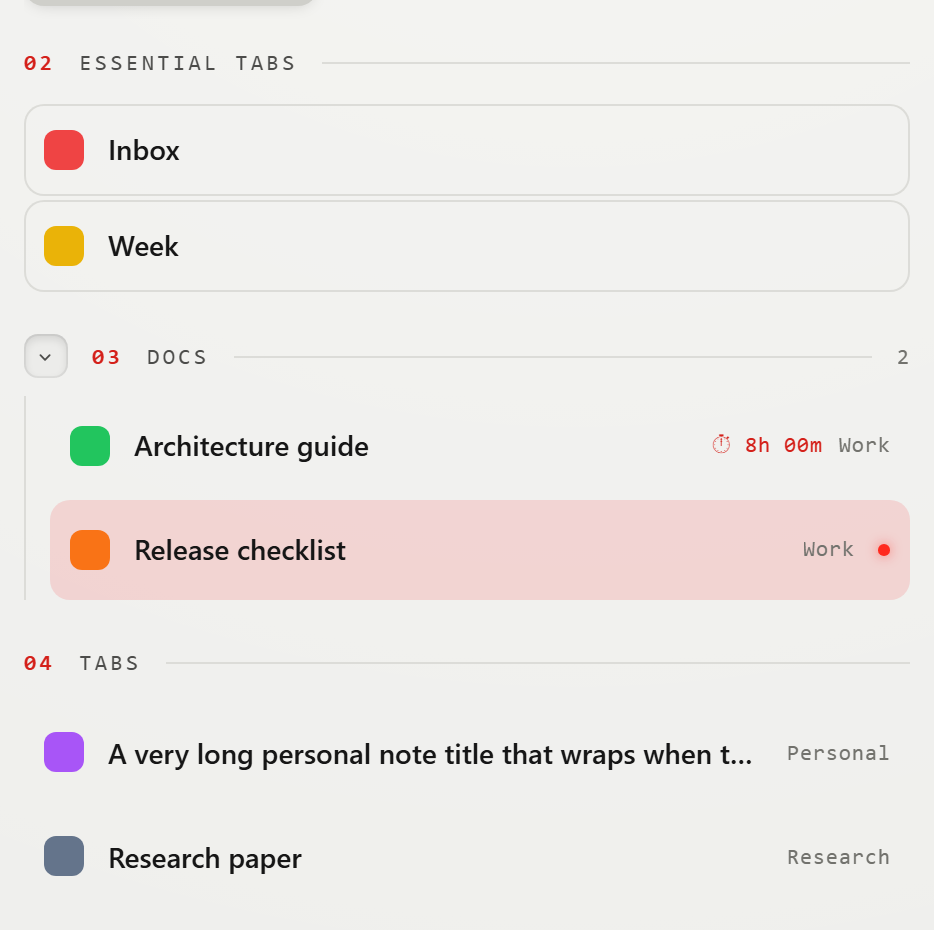 02 ESSENTIAL TABS
Inbox
Week
03 DOCS 2
Architecture guide ⏱ 8h 00m Work
Release checklist Work
04 TABS
A very long personal note title that wraps when t… Personal
Research paper Research